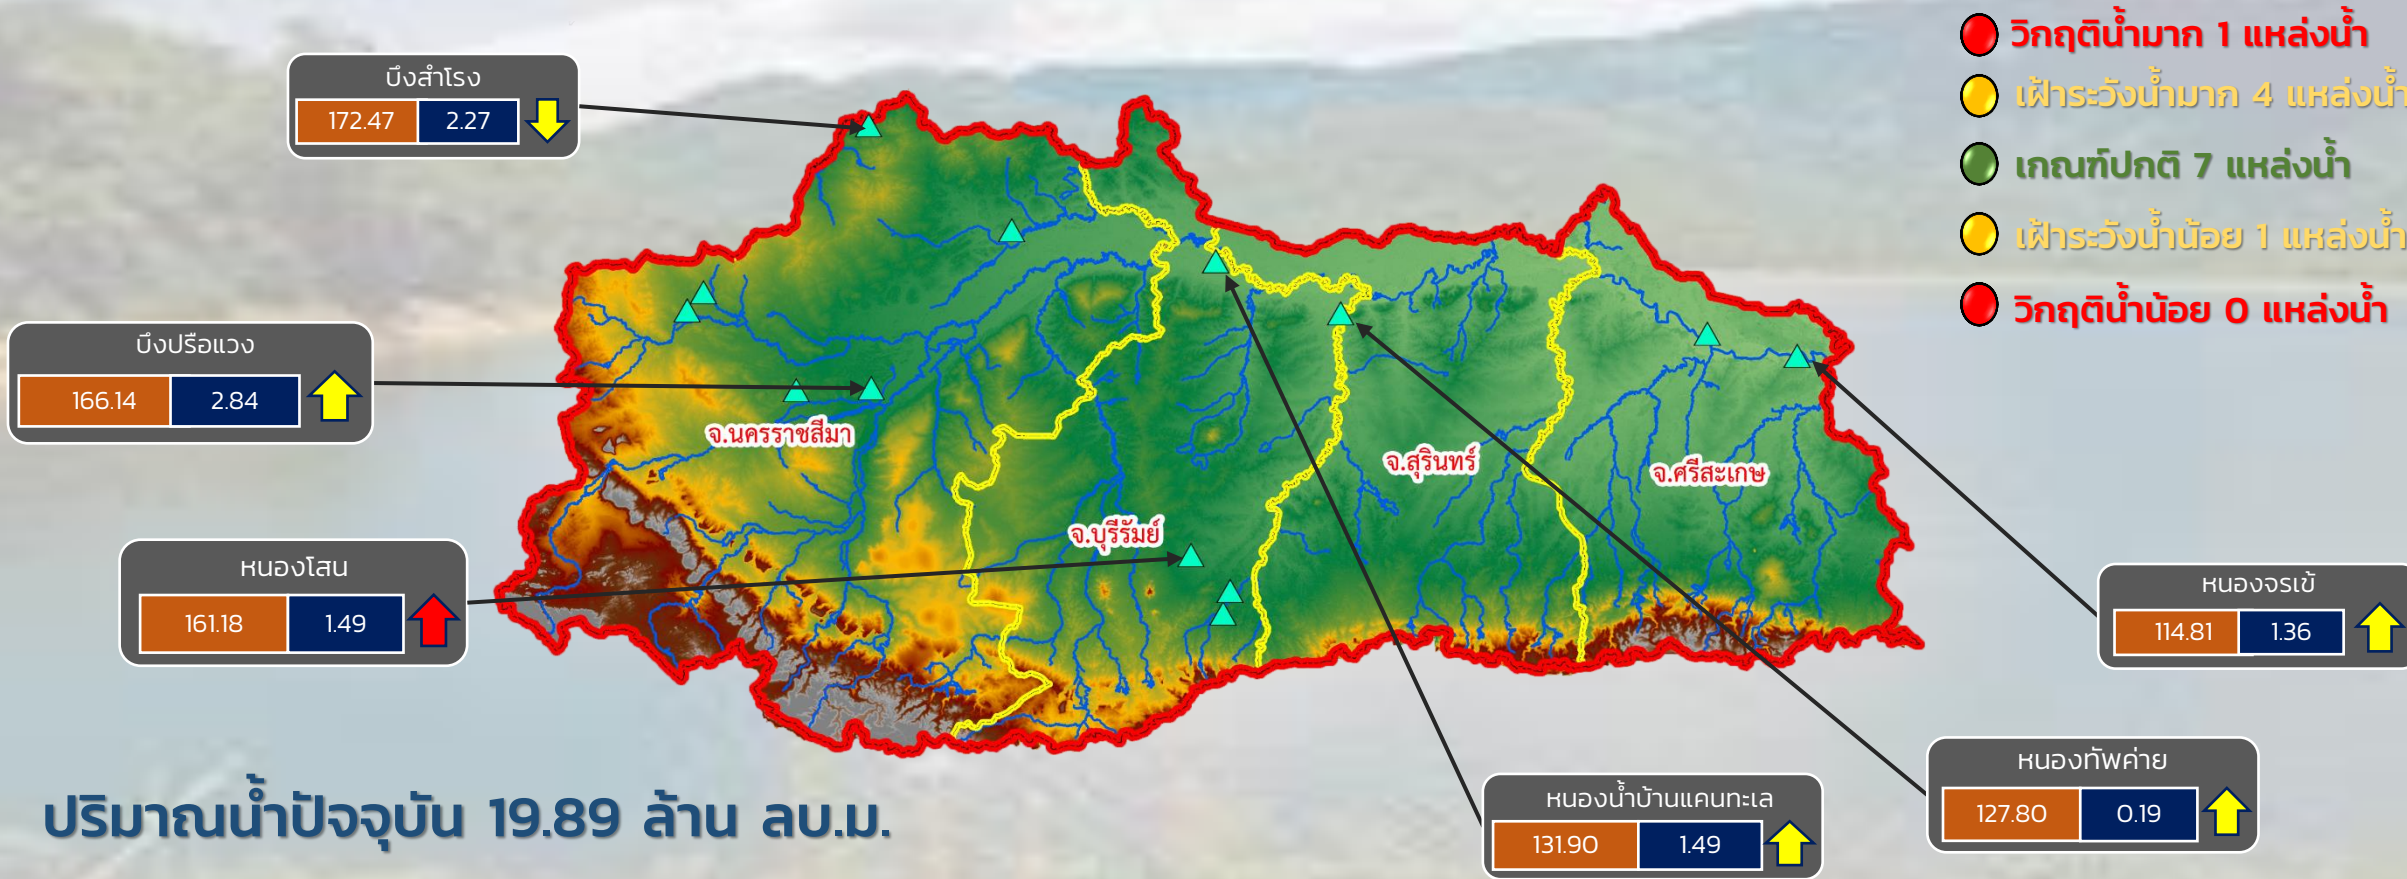 วิกฤติน้ำมาก 1 แหล่งน้ำ
เฝ้าระวังน้ำมาก 4 แหล่งน้ำ
เกณฑ์ปกติ 7 แหล่งน้ำ
เฝ้าระวังน้ำน้อย 1 แหล่งน้ำ
วิกฤติน้ำน้อย 0 แหล่งน้ำ
บึงสำโรง
172.47 2.27
บึงปรือแวง
166.14 2.84
หนองโสน
161.18 1.49
จ.นครราชสีมา
จ.บุรีรัมย์
จ.สุรินทร์
จ.ศรีสะเกษ
หนองจรเข้
114.81 1.36
หนองทัพค่าย
127.80 0.19
หนองน้ำบ้านแคนทะเล
131.90 1.49
ปริมาณน้ำปัจจุบัน 19.89 ล้าน ลบ.ม.